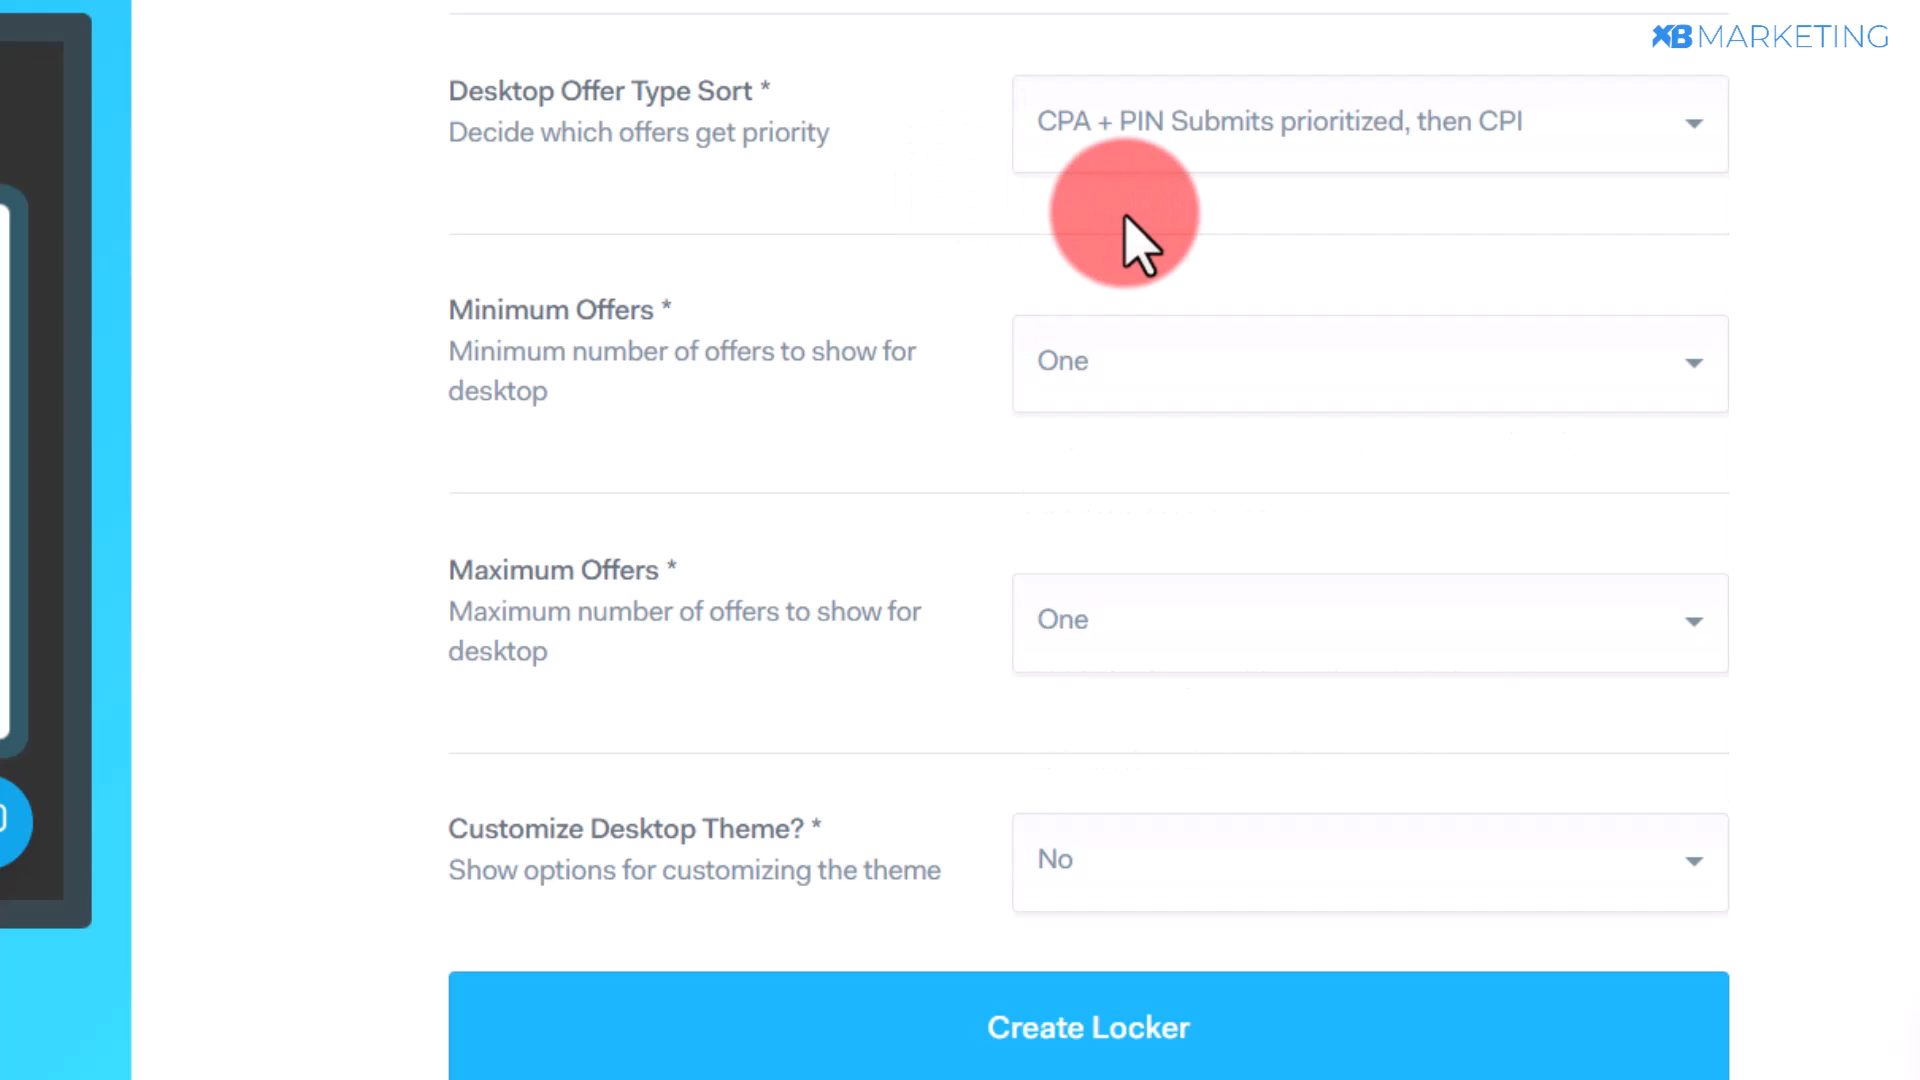 XB MARKETING
Desktop Offer Type Sort *
Decide which offers get priority
CPA + PIN Submits prioritized, then CPI
Minimum Offers *
Minimum number of offers to show for
desktop
One
Maximum Offers *
Maximum number of offers to show for
desktop
One
Customize Desktop Theme? *
Show options for customizing the theme
No
Create Locker